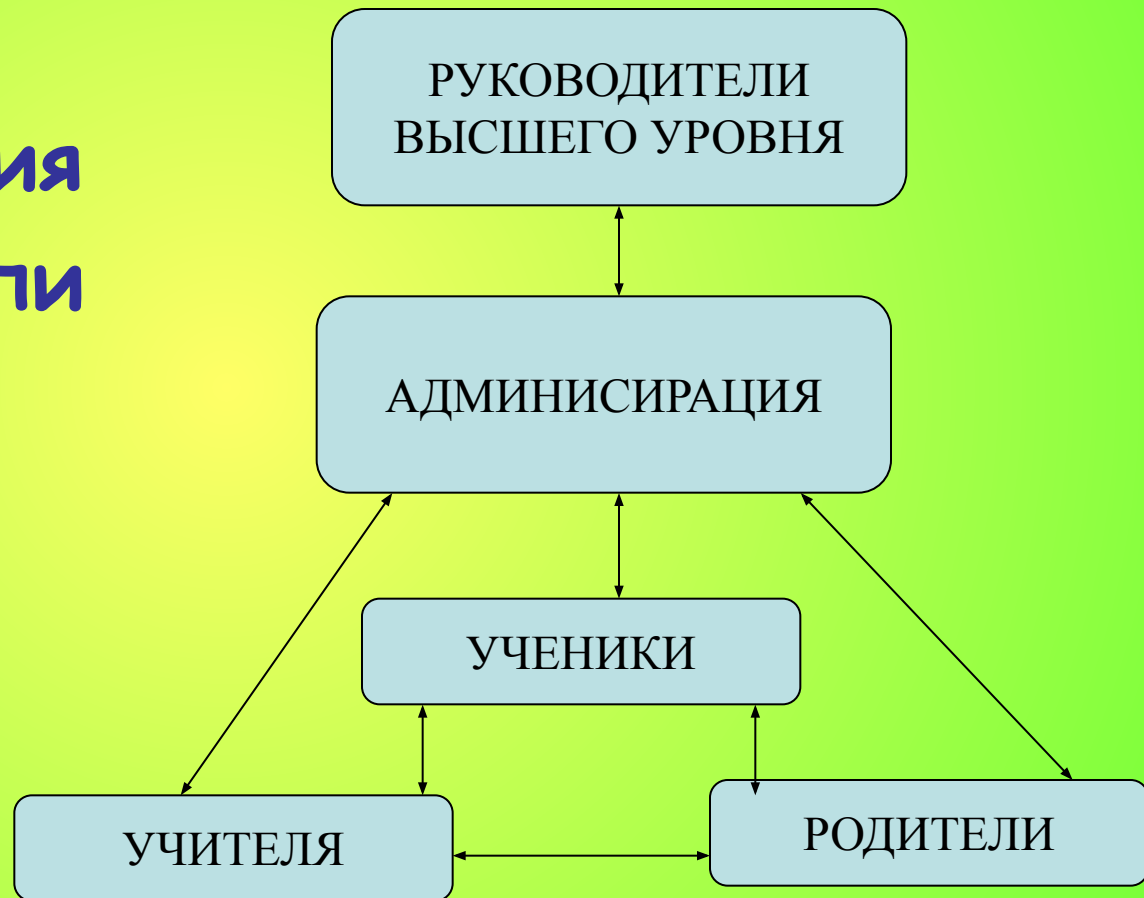 РУКОВОДИТЕЛИ
ВЫСШЕГО УРОВНЯ
АДМИНИСИРАЦИЯ
УЧЕНИКИ
УЧИТЕЛЯ
РОДИТЕЛИ